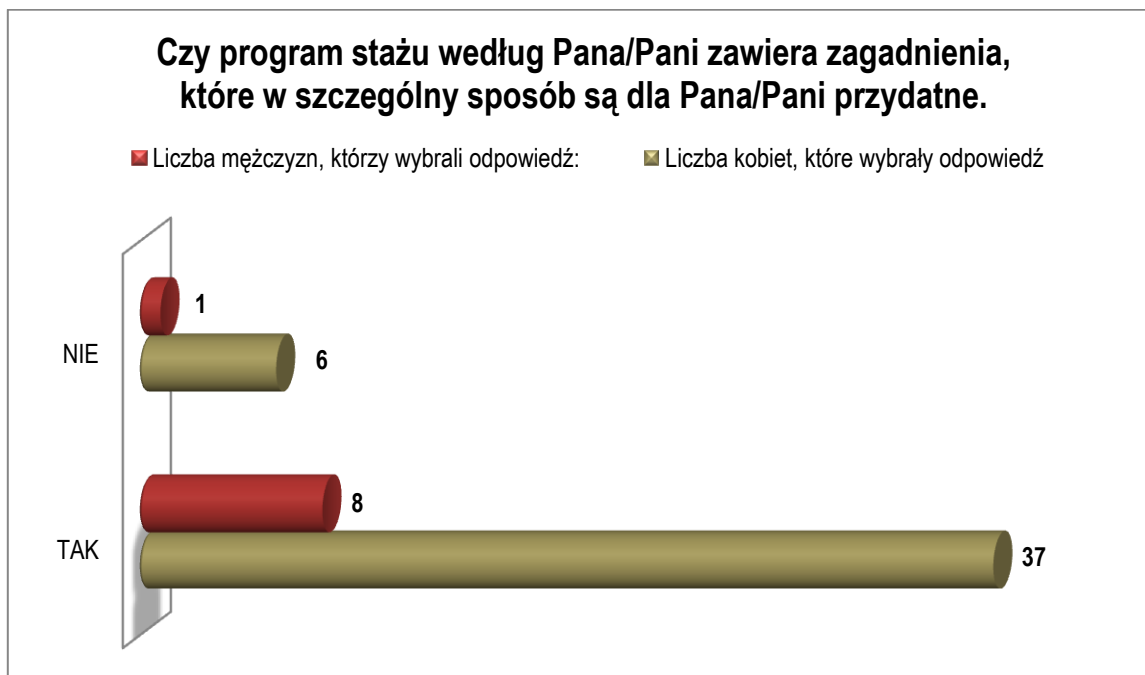 Czy program stażu według Pana/Pani zawiera zagadnienia,
które w szczególny sposób są dla Pana/Pani przydatne.
Liczba mężczyzn, którzy wybrali odpowiedź:
Liczba kobiet, które wybrały odpowiedź
NIE
1
6
TAK
8
37